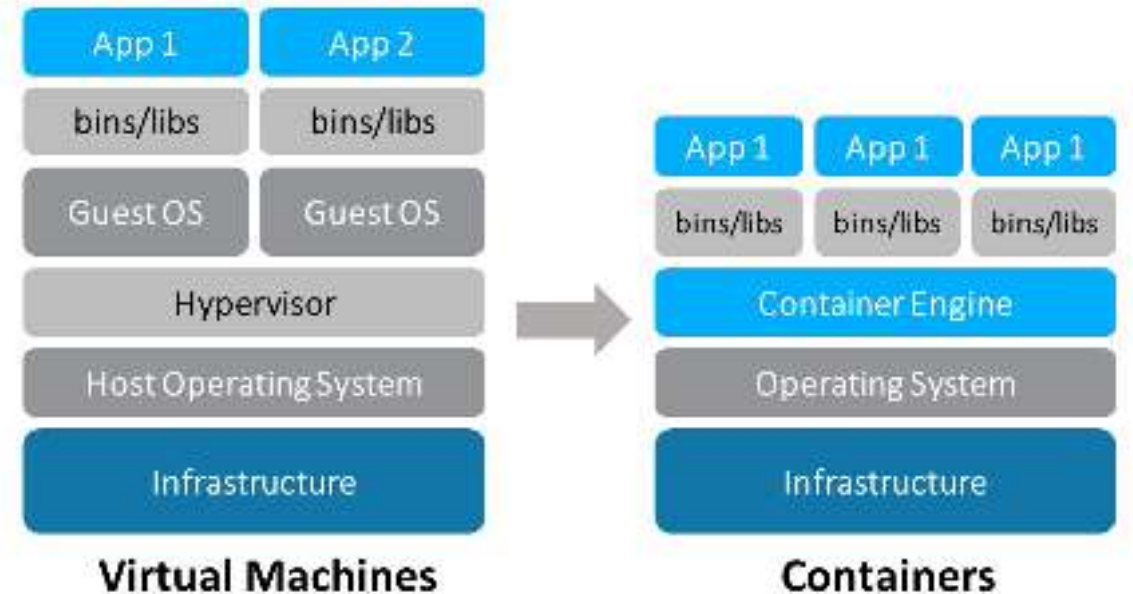 App 1 App 2
bins/libs bins/libs
Guest OS Guest OS
Hypervisor
Host Operating System
Infrastructure
Virtual Machines
App 1 App 1 App 1
bins/libs bins/libs bins/libs
Container Engine
Operating System
Infrastructure
Containers